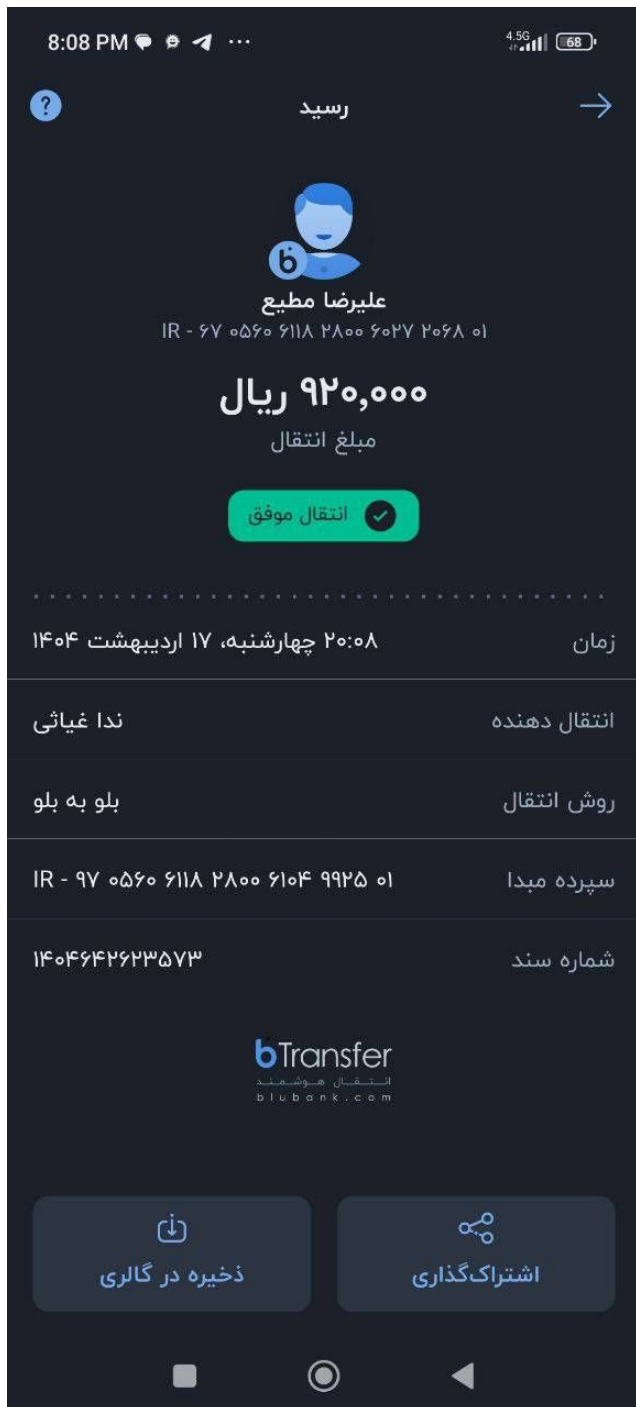 8:08 PM
4.5G
68
رسید
علیرضا مطیع
IR - ۶۷ ۰۵۶۰ ۶۱۱۸ ۲۸۰۰ ۶۰۲۷ ۲۰۶۸ ۰۱
۹۲۰,۰۰۰ ریال
مبلغ انتقال
انتقال موفق
زمان ۲۰:۰۸ چهارشنبه، ۱۷ اردیبهشت ۱۴۰۴
انتقال دهنده ندا غیاثی
روش انتقال بلو به بلو
سپرده مبدا IR - ۹۷ ۰۵۶۰ ۶۱۱۸ ۲۸۰۰ ۶۱۰۴ ۹۹۲۵ ۰۱
شماره سند ۱۴۰۴۶۴۲۶۲۳۵۷۳
bTransfer
انتقال هوشمند
blubank.com
اشتراک‌گذاری
ذخیره در گالری